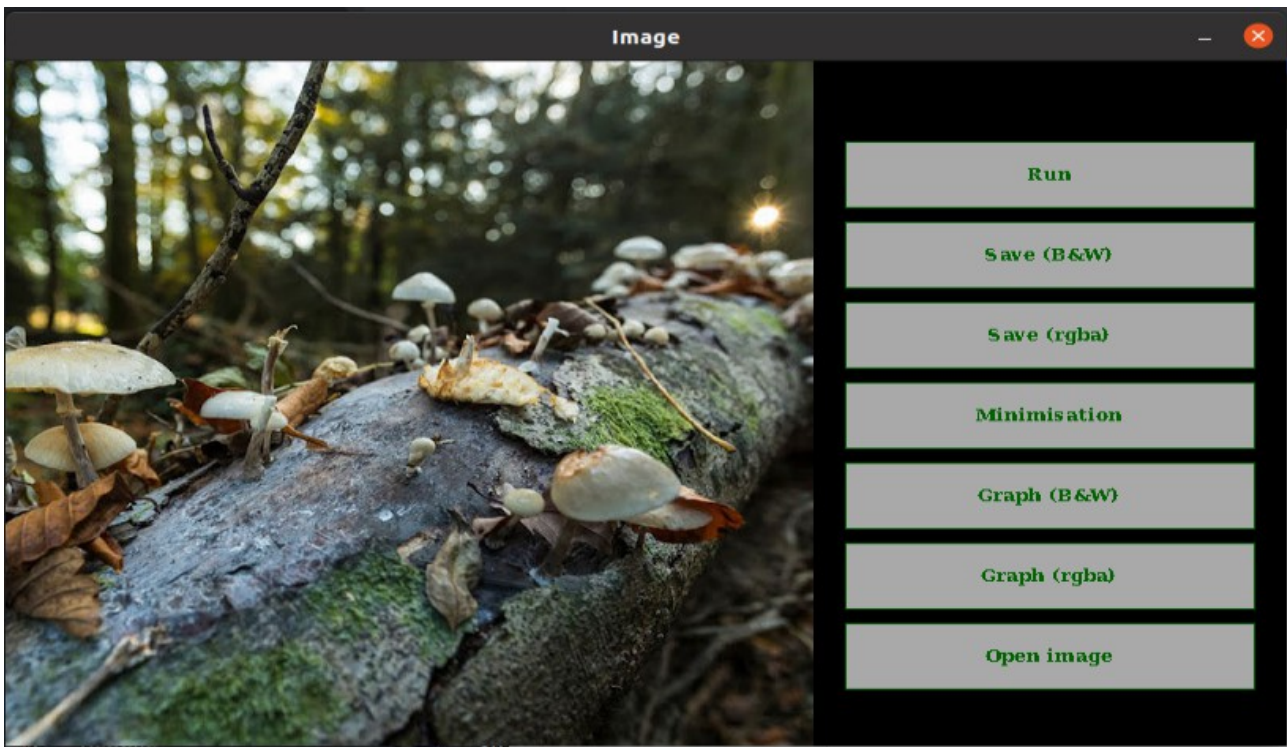 Image
Run
Save (B&W)
Save (rgba)
Minimisation
Graph (B&W)
Graph (rgba)
Open image